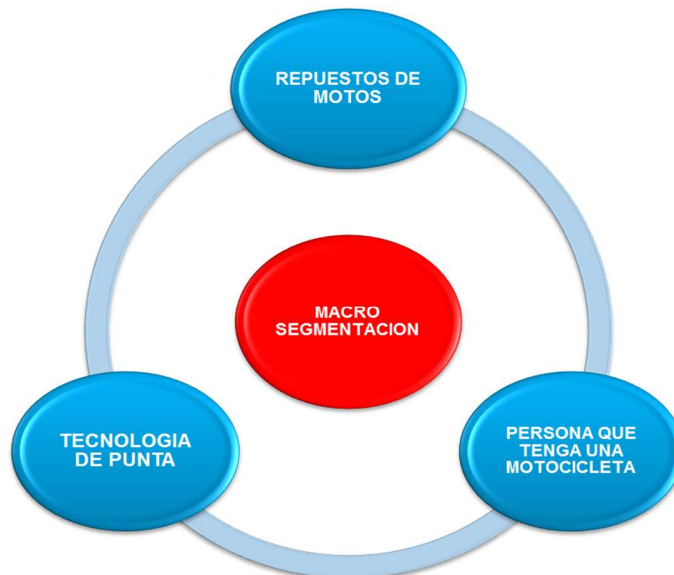 REPUESTOS DE
MOTOS
MACRO
SEGMENTACION
TECNOLOGIA
DE PUNTA
PERSONA QUE
TENGA UNA
MOTOCICLETA